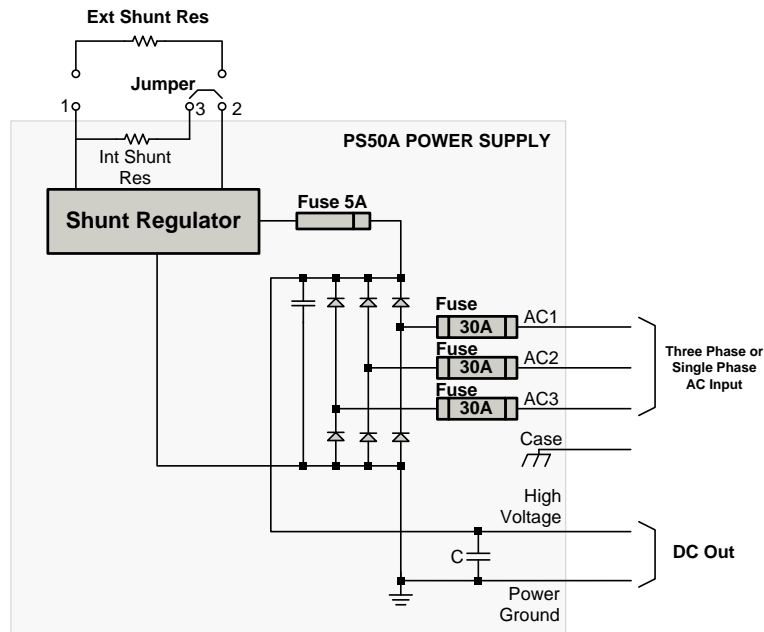 Ext Shunt Res
Jumper
1
3
2
Int Shunt
Res
PS50A POWER SUPPLY
Shunt Regulator
Fuse 5A
Fuse
30A
AC1
Fuse
30A
AC2
Fuse
30A
AC3
Three Phase or
Single Phase
AC Input
Case
High
Voltage
C
DC Out
Power
Ground